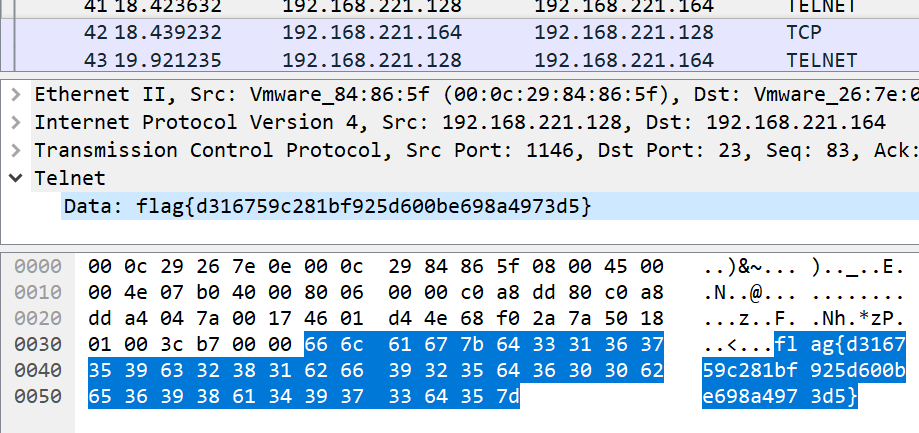 41 18.423632 192.168.221.128 192.168.221.164 TELNET
42 18.439232 192.168.221.164 192.168.221.128 TCP
43 19.921235 192.168.221.128 192.168.221.164 TELNET
Ethernet II, Src: Vmware_84:86:5f (00:0c:29:84:86:5f), Dst: Vmware_26:7e:0
Internet Protocol Version 4, Src: 192.168.221.128, Dst: 192.168.221.164
Transmission Control Protocol, Src Port: 1146, Dst Port: 23, Seq: 83, Ack:
Telnet
Data: flag{d316759c281bf925d600be698a4973d5}
0000 00 0c 29 26 7e 0e 00 0c 29 84 86 5f 08 00 45 00 ..)&~... ).._..E.
0010 00 4e 07 b0 40 00 80 06 00 00 c0 a8 dd 80 c0 a8 .N..@... ........
0020 dd a4 04 7a 00 17 46 01 d4 4e 68 f0 2a 7a 50 18 ...z..F. .Nh.*zP.
0030 01 00 3c b7 00 00 66 6c 61 67 7b 64 33 31 36 37 ..<...fl ag{d3167
0040 35 39 63 32 38 31 62 66 39 32 35 64 36 30 30 62 59c281bf 925d600b
0050 65 36 39 38 61 34 39 37 33 64 35 7d e698a497 3d5}